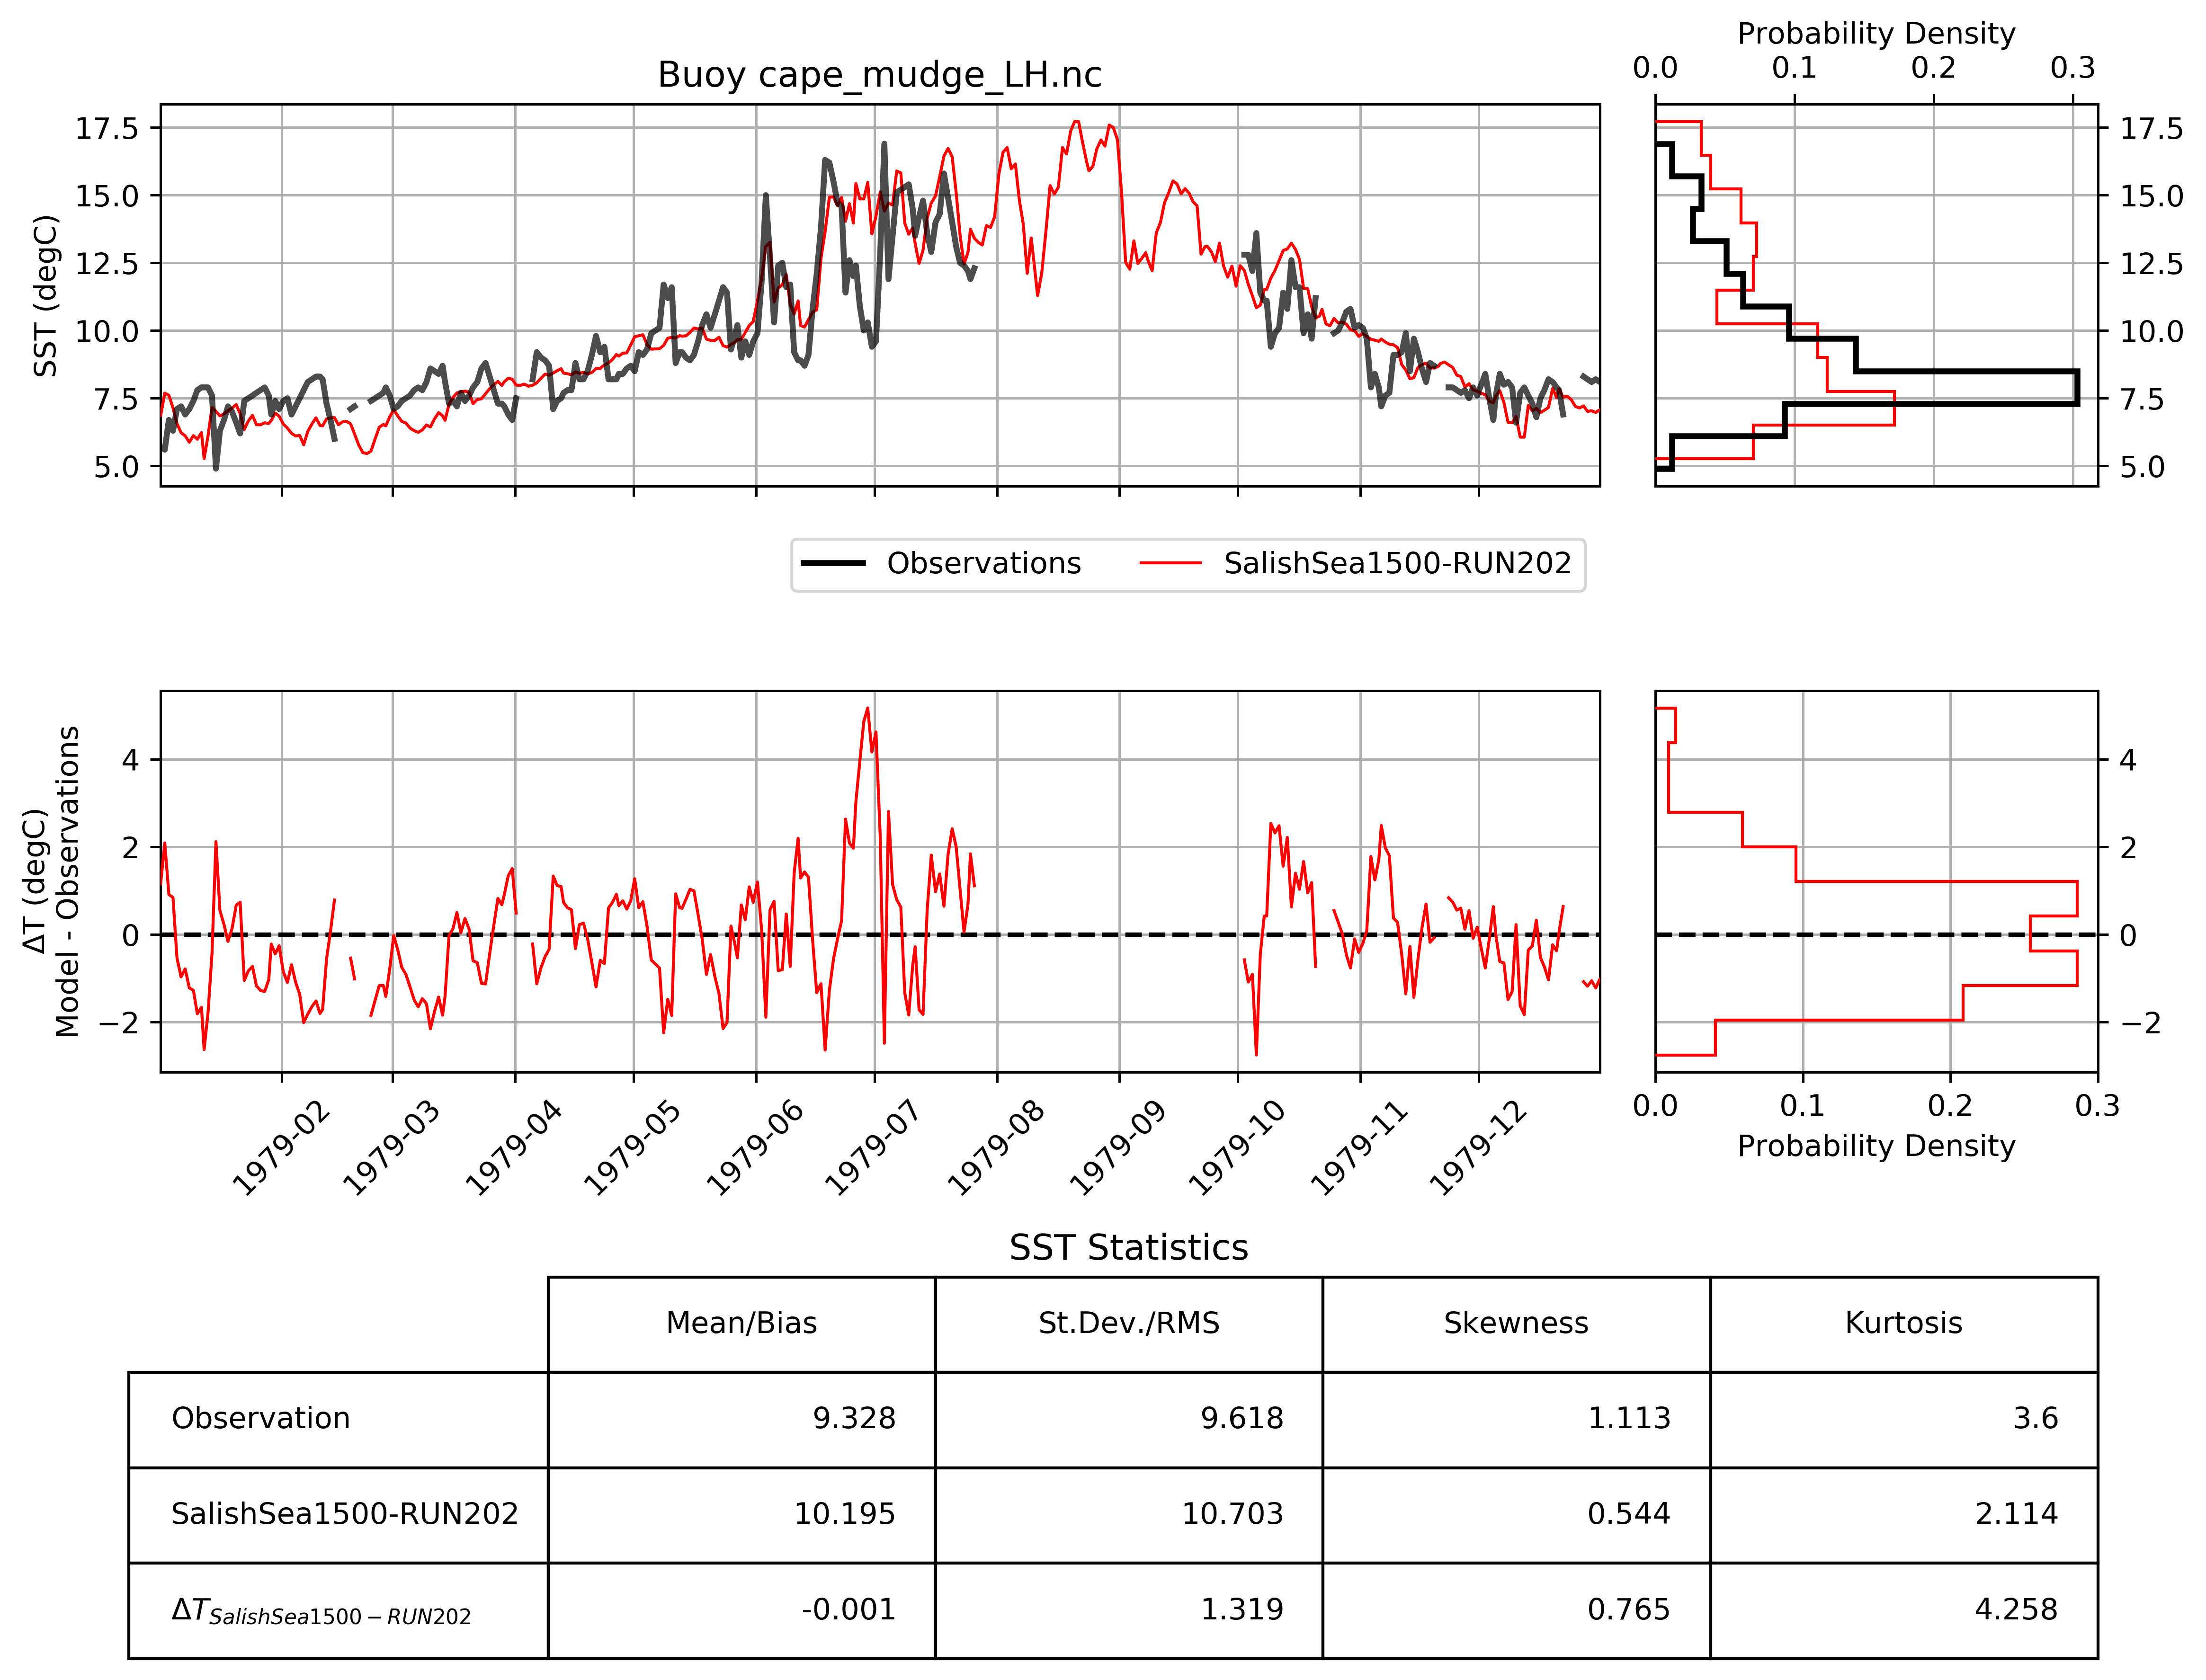 Probability Density
0.0 0.1 0.2 0.3
Buoy cape_mudge_LH.nc
SST (degC)
17.5
15.0
12.5
10.0
7.5
5.0
17.5
15.0
12.5
10.0
7.5
5.0
Observations SalishSea1500-RUN202
ΔT (degC)
Model - Observations
4
2
0
−2
4
2
0
−2
1979-02 1979-03 1979-04 1979-05 1979-06 1979-07 1979-08 1979-09 1979-10 1979-11 1979-12
0.0 0.1 0.2 0.3
Probability Density
SST Statistics
Mean/Bias St.Dev./RMS Skewness Kurtosis
Observation 9.328 9.618 1.113 3.6
SalishSea1500-RUN202 10.195 10.703 0.544 2.114
ΔT SalishSea1500−RUN202 -0.001 1.319 0.765 4.258